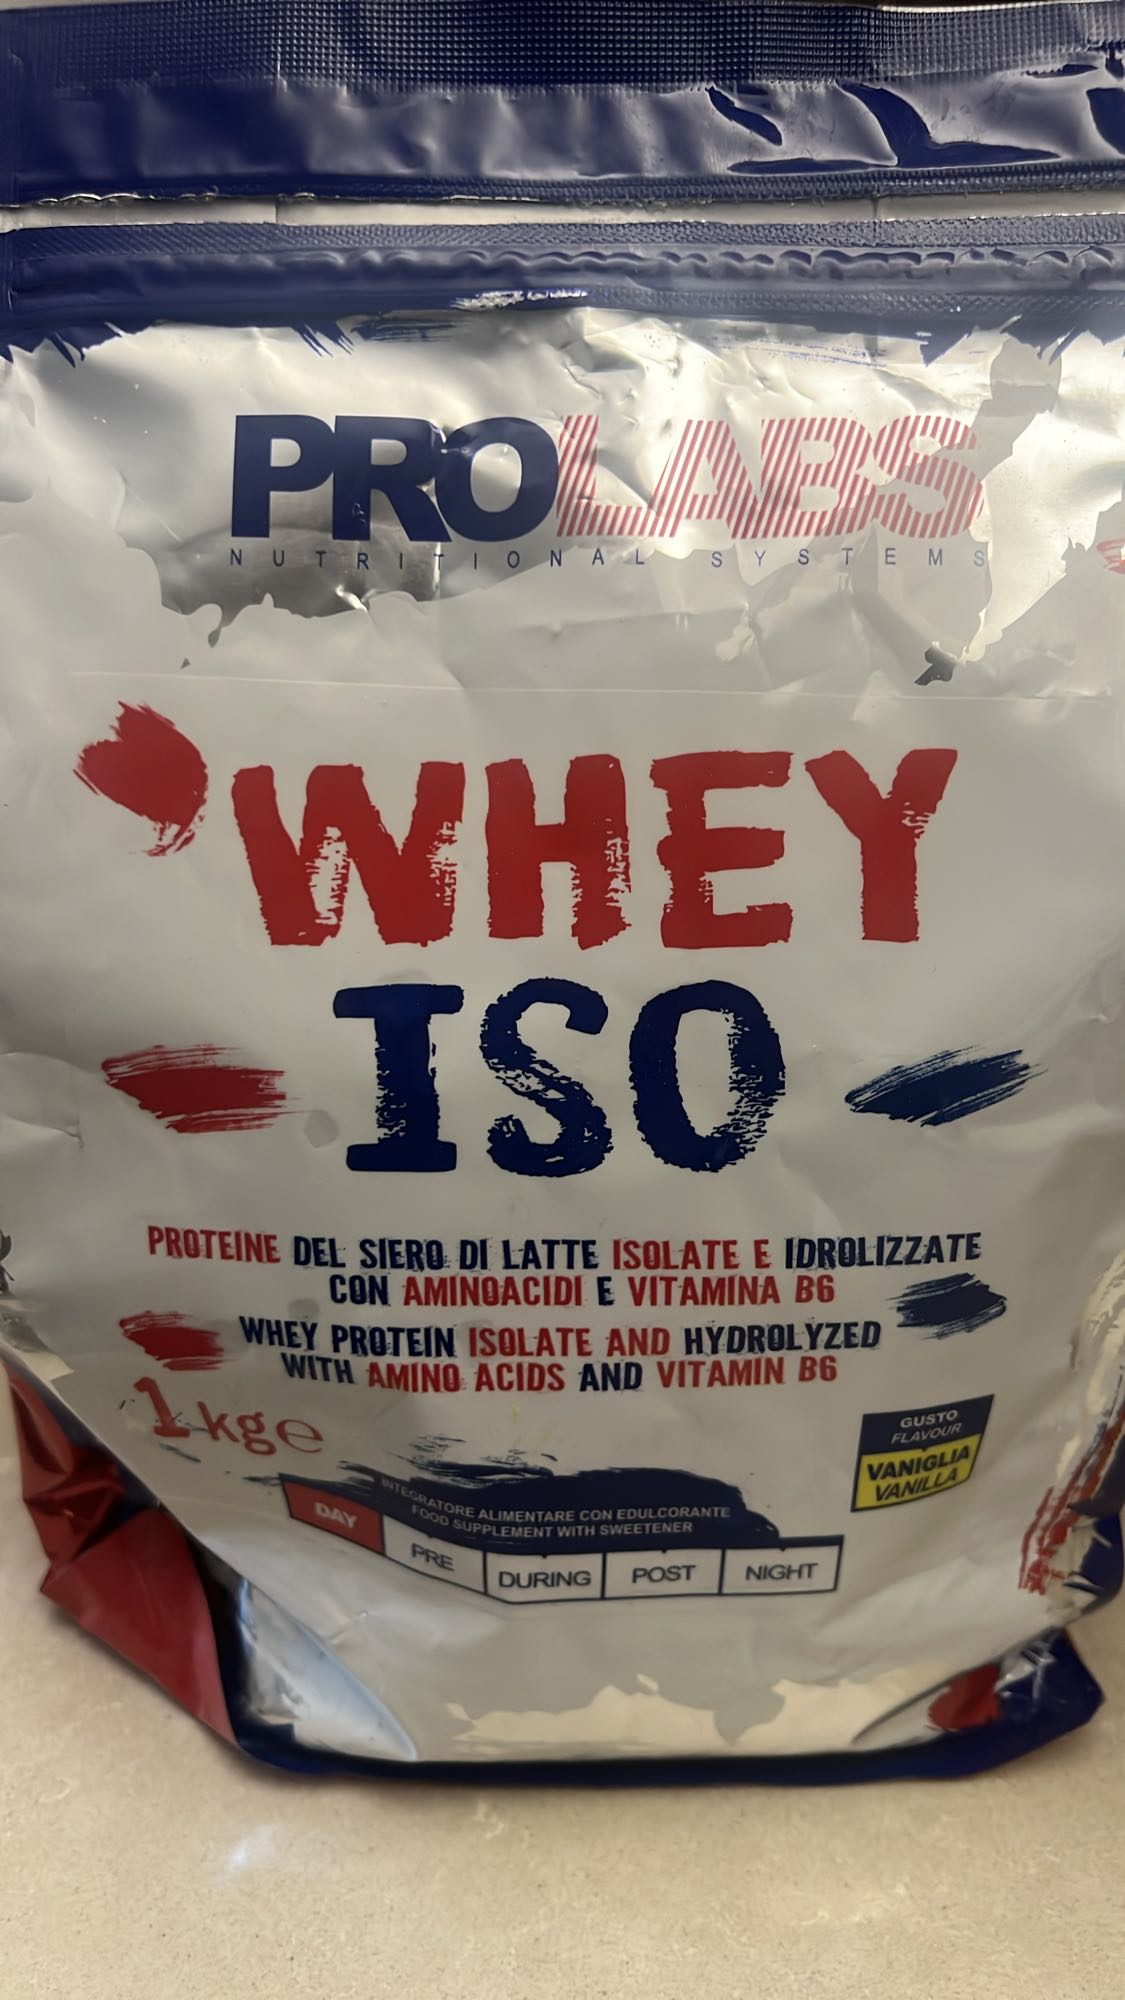 PROLABS
NUTRITIONAL SYSTEMS
'WHEY
ISO
PROTEINE DEL SIERO DI LATTE ISOLATE E IDROLIZZATE
CON AMINOACIDI E VITAMINA B6
WHEY PROTEIN ISOLATE AND HYDROLYZED
WITH AMINO ACIDS AND VITAMIN B6
1 kg℮
GUSTO
FLAVOUR
VANIGLIA
VANILLA
INTEGRATORE ALIMENTARE CON EDULCORANTE
FOOD SUPPLEMENT WITH SWEETENER
DAY PRE DURING POST NIGHT